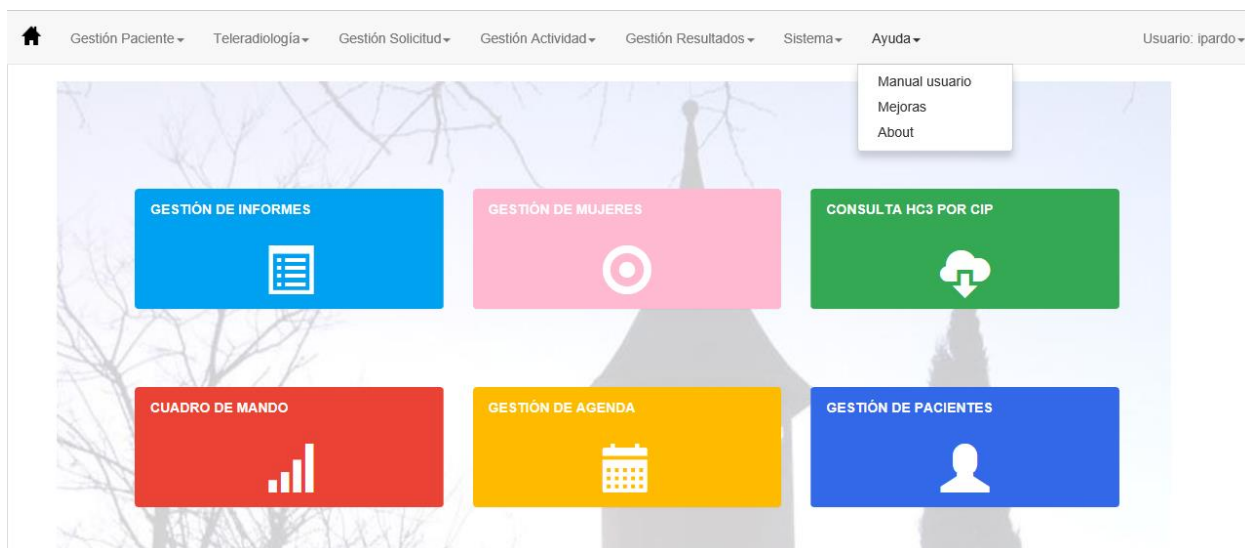 Gestión Paciente Teleradiología Gestión Solicitud Gestión Actividad Gestión Resultados Sistema Ayuda Usuario: ipardo
Manual usuario
Mejoras
About
GESTIÓN DE INFORMES
GESTIÓN DE MUJERES
CONSULTA HC3 POR CIP
CUADRO DE MANDO
GESTIÓN DE AGENDA
GESTIÓN DE PACIENTES